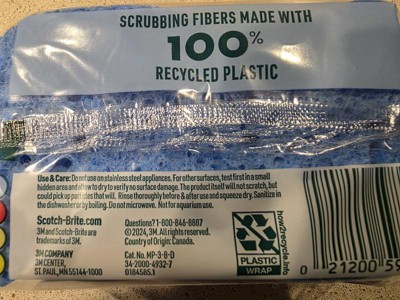 SCRUBBING FIBERS MADE WITH
100%
RECYCLED PLASTIC
Use & Care: Do not use on stainless steel appliances. For other surfaces, test first in a small
hidden area and allow to dry to verify no surface damage. The product itself will not scratch, but
could pick up particles that will. Rinse thoroughly before & after use and squeeze dry. Sanitize in
the dishwasher or by boiling. Do not microwave. Not for aquarium use.
Scotch-Brite.com
3M and Scotch-Brite are
trademarks of 3M.
3M COMPANY
3M CENTER,
ST. PAUL, MN 55144-1000
Questions? 1-800-846-8887
©2024, 3M. All rights reserved.
Country of Origin: Canada.
Cat. No. MP-3-8-D
34-2000-4932-7
0184585.1
PLASTIC
WRAP
how2recycle.info
0 21200 59